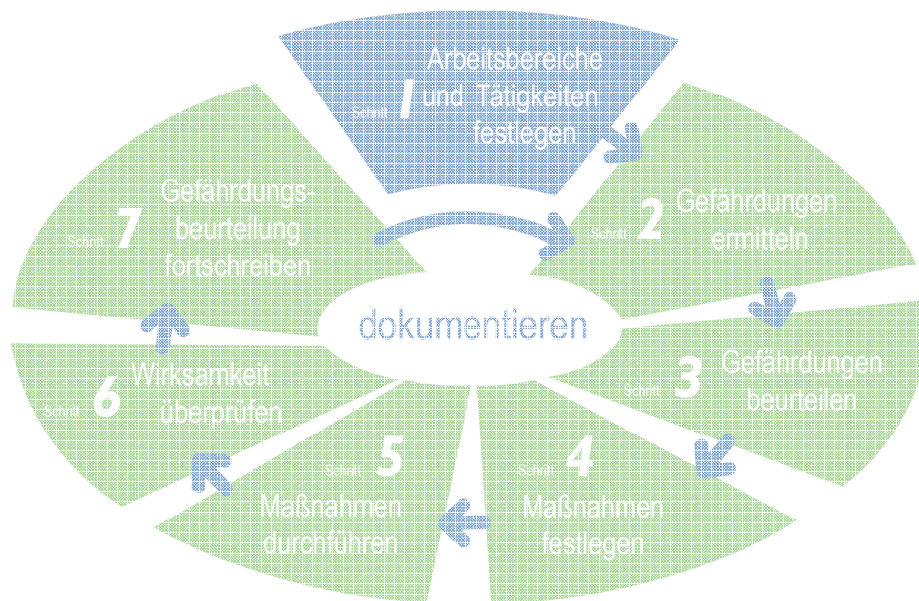 Schritt 1 Arbeitsbereiche
und Tätigkeiten
festlegen
Schritt 2 Gefährdungen
ermitteln
Schritt 3 Gefährdungen
beurteilen
Schritt 4
Maßnahmen
festlegen
Schritt 5
Maßnahmen
durchführen
Schritt 6 Wirksamkeit
überprüfen
Schritt 7 Gefährdungs-
beurteilung
fortschreiben
dokumentieren